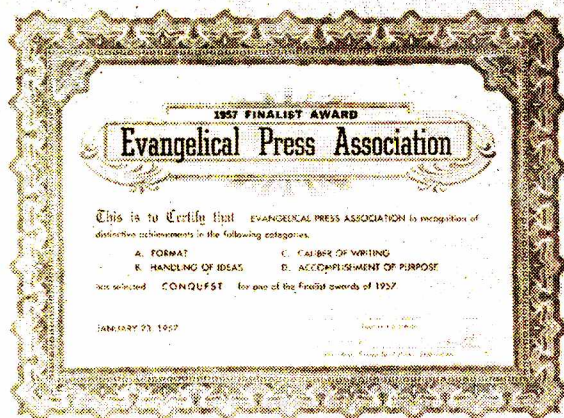 1957 FINALIST AWARD
Evangelical Press Association
This is to Certify that EVANGELICAL PRESS ASSOCIATION in recognition of
distinctive achievements in the following categories.
A. FORMAT C. CALIBER OF WRITING
B. HANDLING OF IDEAS D. ACCOMPLISHMENT OF PURPOSE
has selected CONQUEST for one of the finalist awards of 1957
JANUARY 23, 1957